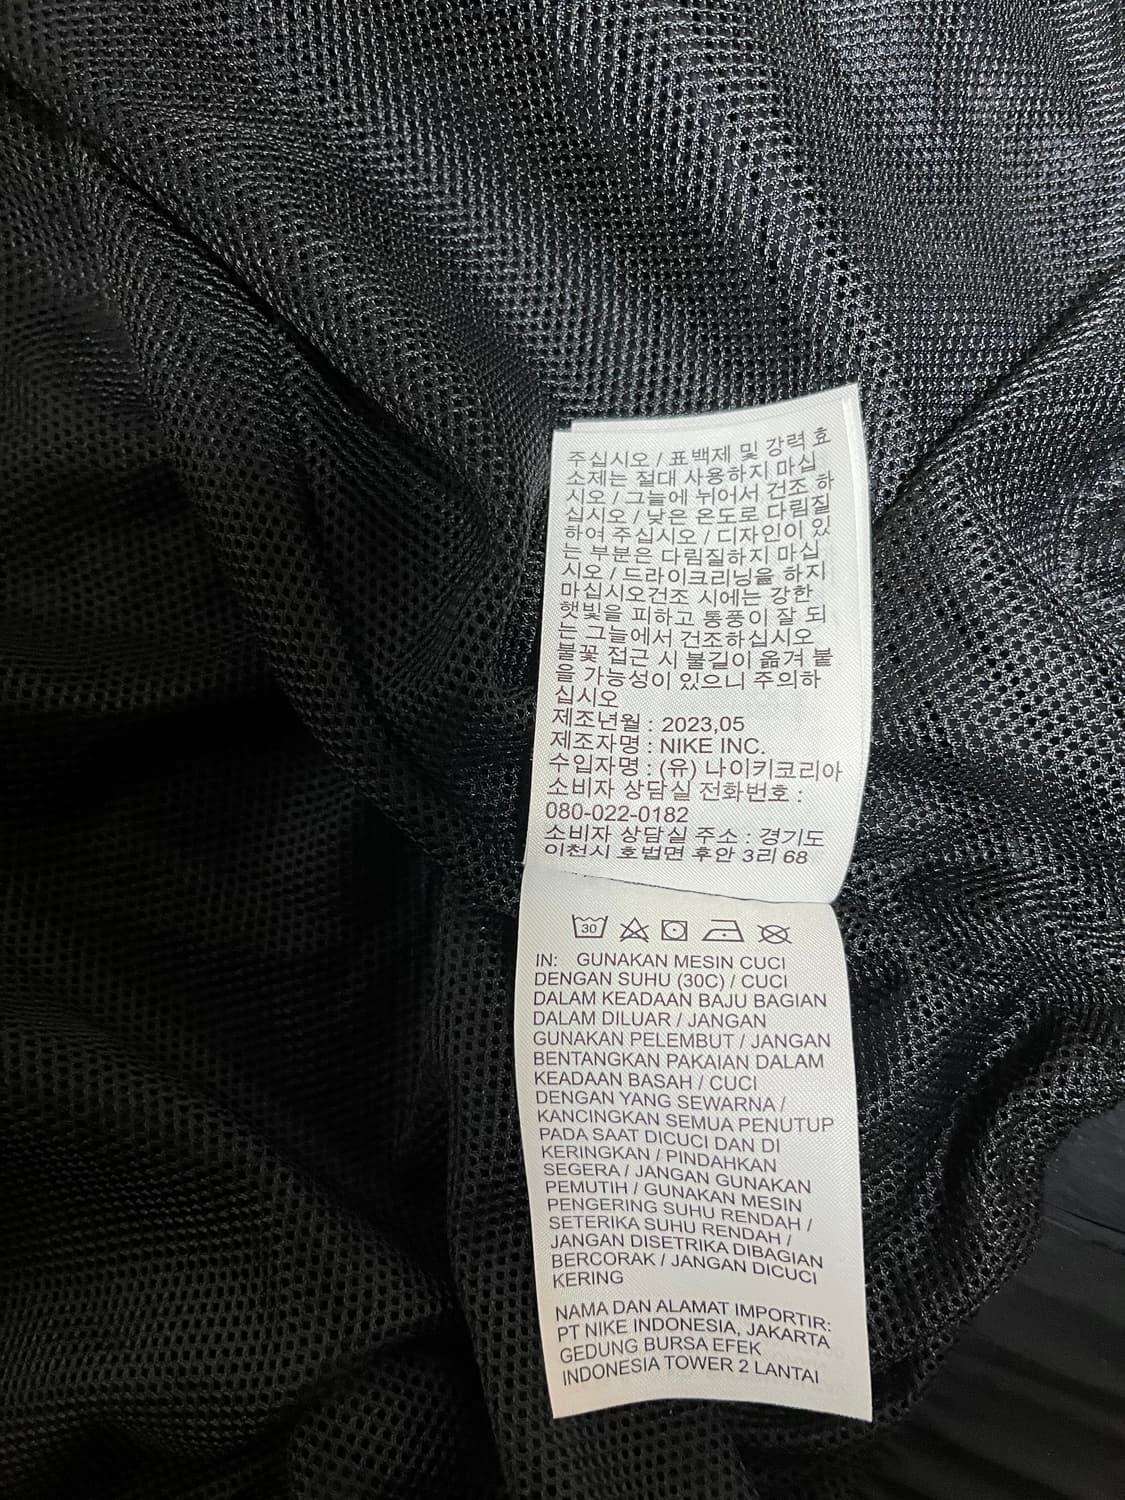 주십시오 / 표백제 및 강력 효
소제는 절대 사용하지 마십
시오 / 그늘에 뉘어서 건조 하
십시오 / 낮은 온도로 다림질
하여 주십시오 / 디자인이 있
는 부분은 다림질하지 마십
시오 / 드라이크리닝을 하지
마십시오건조 시에는 강한
햇빛을 피하고 통풍이 잘 되
는 그늘에서 건조하십시오
불꽃 접근 시 불길이 옮겨 붙
을 가능성이 있으니 주의하
십시오
제조년월 : 2023,05
제조자명 : NIKE INC.
수입자명 : (유) 나이키코리아
소비자 상담실 전화번호 :
080-022-0182
소비자 상담실 주소 : 경기도
이천시 호법면 후안 3리 68
30
IN: GUNAKAN MESIN CUCI
DENGAN SUHU (30C) / CUCI
DALAM KEADAAN BAJU BAGIAN
DALAM DILUAR / JANGAN
GUNAKAN PELEMBUT / JANGAN
BENTANGKAN PAKAIAN DALAM
KEADAAN BASAH / CUCI
DENGAN YANG SEWARNA /
KANCINGKAN SEMUA PENUTUP
PADA SAAT DICUCI DAN DI
KERINGKAN / PINDAHKAN
SEGERA / JANGAN GUNAKAN
PEMUTIH / GUNAKAN MESIN
PENGERING SUHU RENDAH /
SETERIKA SUHU RENDAH /
JANGAN DISETRIKA DIBAGIAN
BERCORAK / JANGAN DICUCI
KERING
NAMA DAN ALAMAT IMPORTIR:
PT NIKE INDONESIA, JAKARTA
GEDUNG BURSA EFEK
INDONESIA TOWER 2 LANTAI